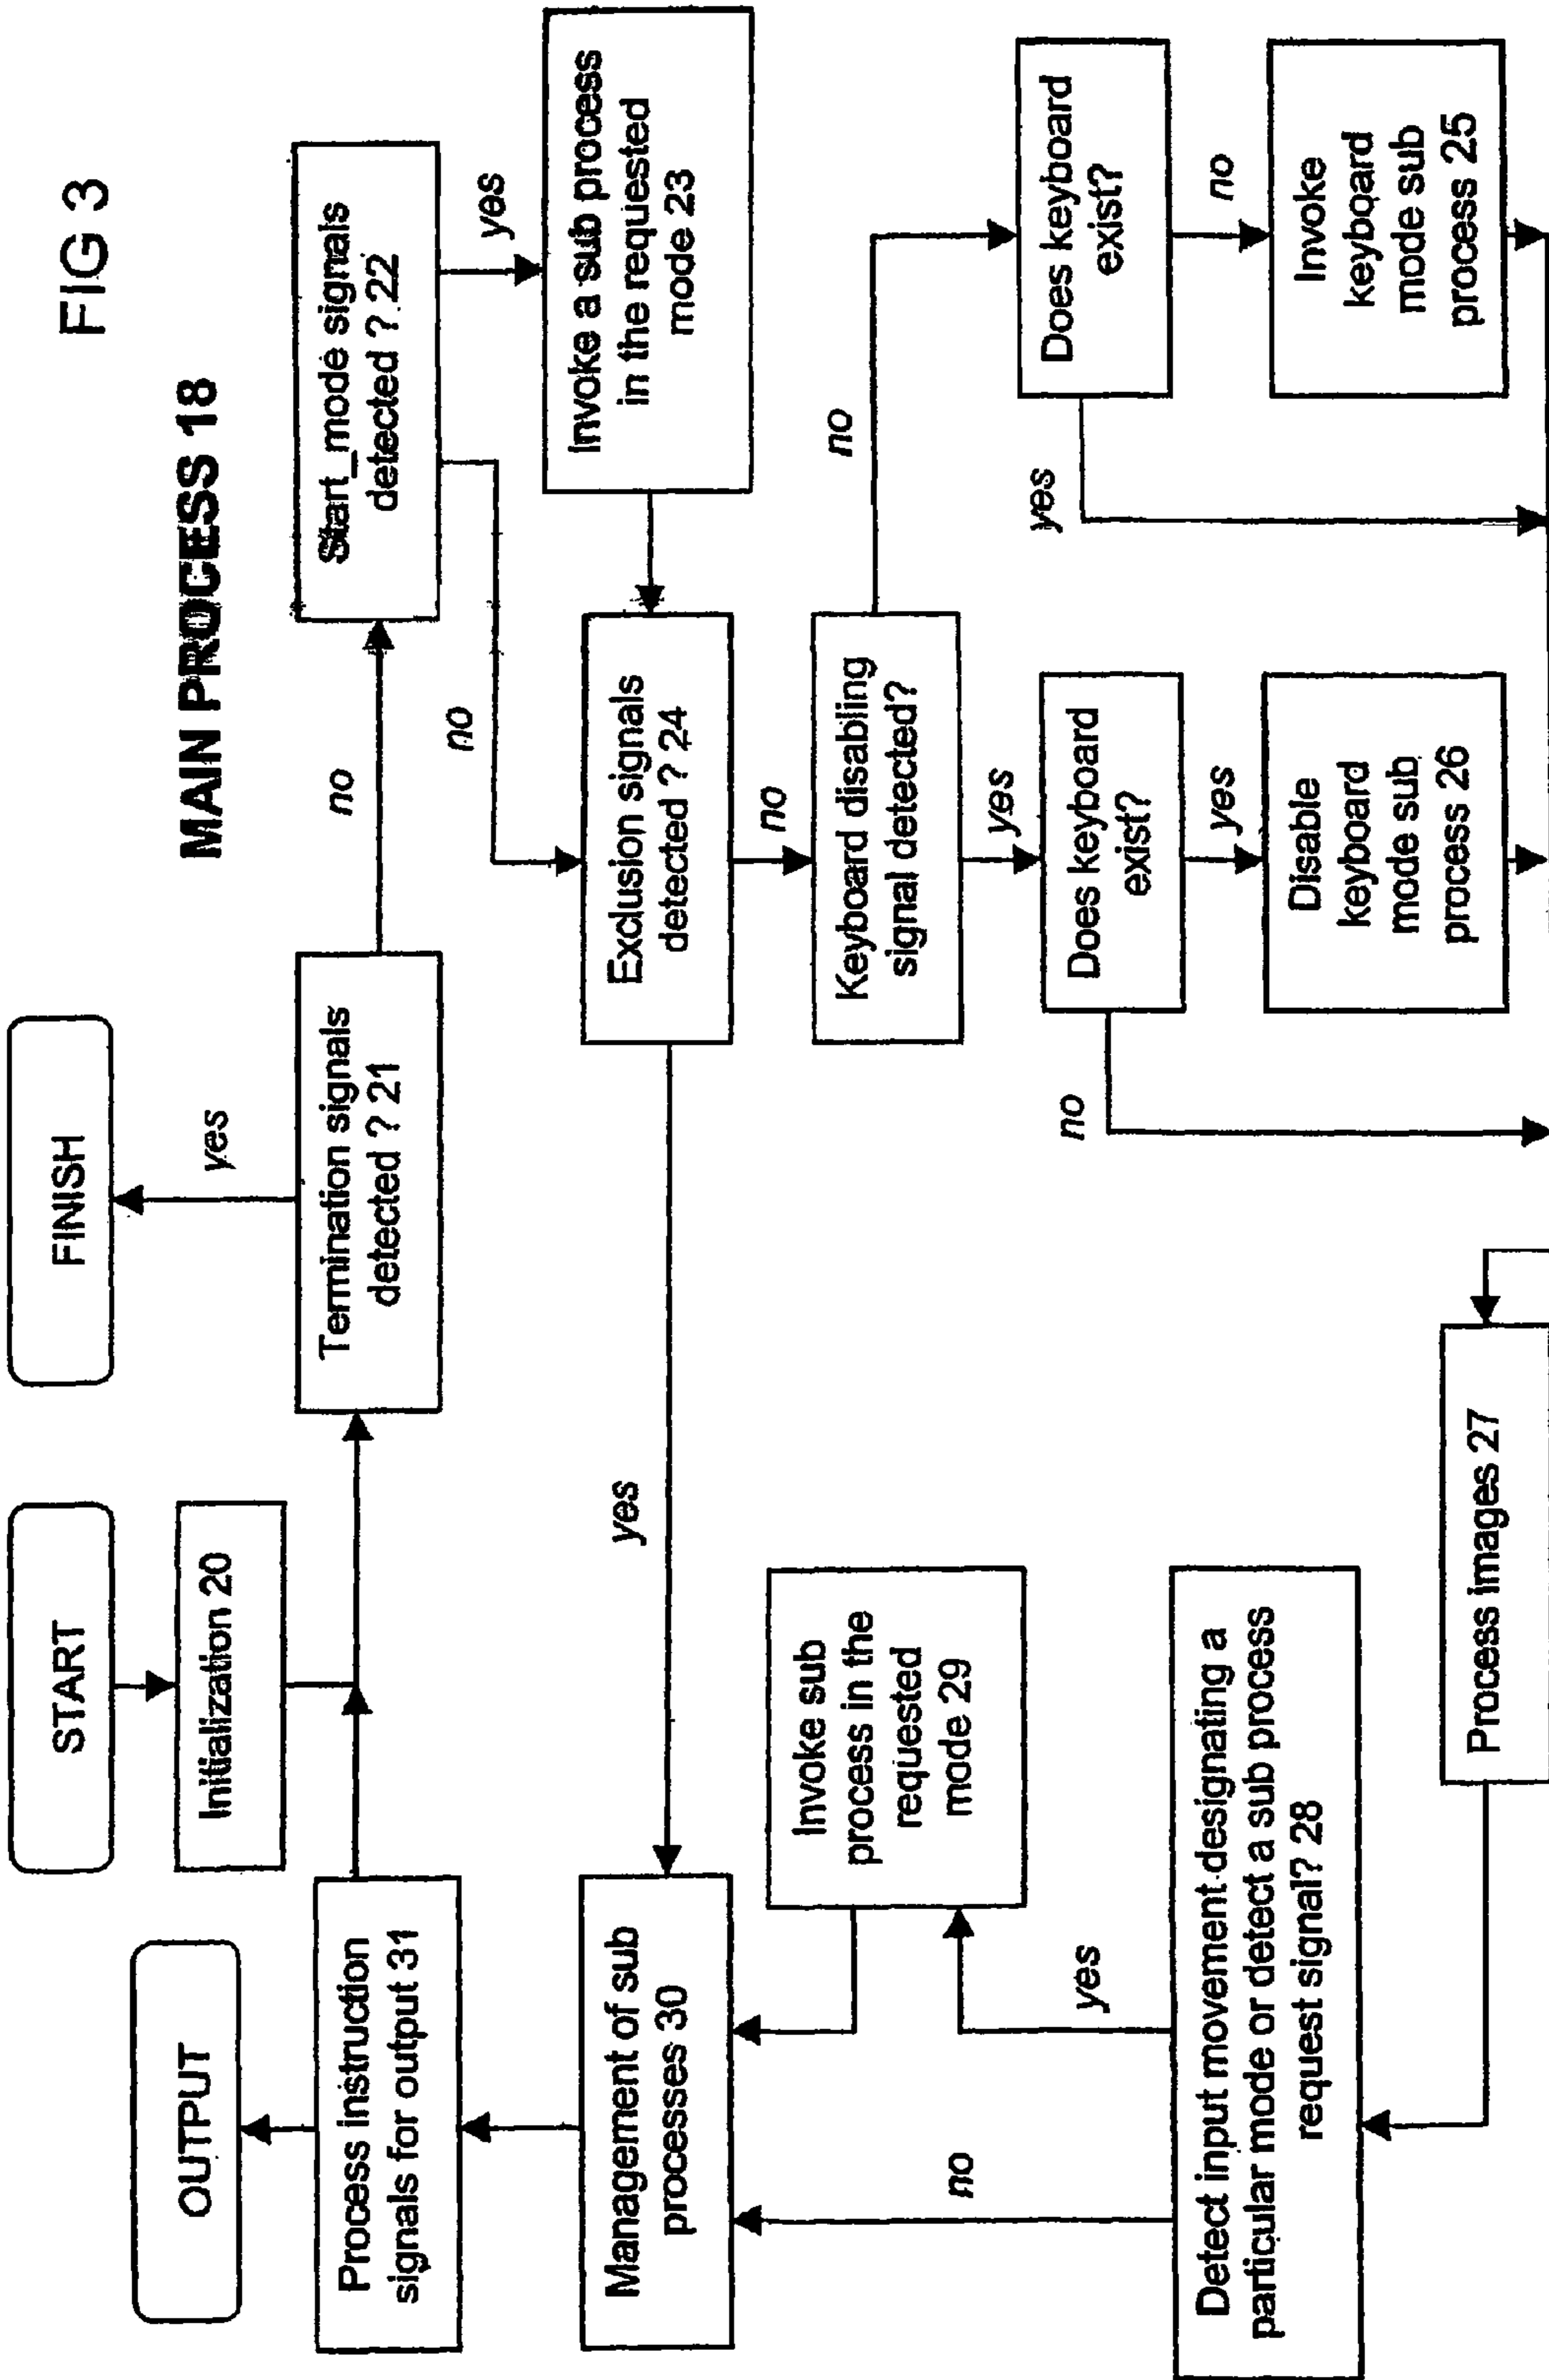 FIG 3
MAIN PROCESS 18
START
FINISH
OUTPUT
Initialization 20
yes
Process instruction
signals for output 31
Termination signals
detected ? 21
no
Start_mode signals
detected ? 22
no
yes
Invoke a sub process
in the requested
mode 23
Management of sub
processes 30
yes
Exclusion signals
detected ? 24
no
Invoke sub
process in the
requested
mode 29
Keyboard disabling
signal detected?
no
no
yes
yes
Does keyboard
exist?
Does keyboard
exist?
no
yes
yes
no
Detect input movement designating a
particular mode or detect a sub process
request signal? 28
Disable
keyboard
mode sub
process 26
Invoke
keyboard
mode sub
process 25
Process images 27